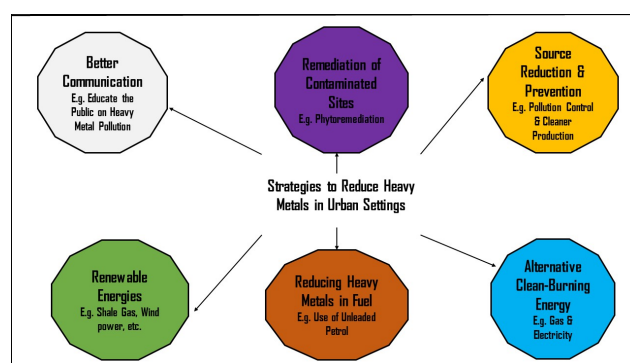 Better
Communication
E.g. Educate the
Public on Heavy
Metal Pollution
Remediation of
Contaminated
Sites
E.g. Phytoremediation
Source
Reduction &
Prevention
E.g. Pollution Control
& Cleaner
Production
Strategies to Reduce Heavy
Metals in Urban Settings
Renewable
Energies
E.g. Shale Gas, Wind
power, etc.
Reducing Heavy
Metals in Fuel
E.g. Use of Unleaded
Petrol
Alternative
Clean-Burning
Energy
E.g. Gas &
Electricity